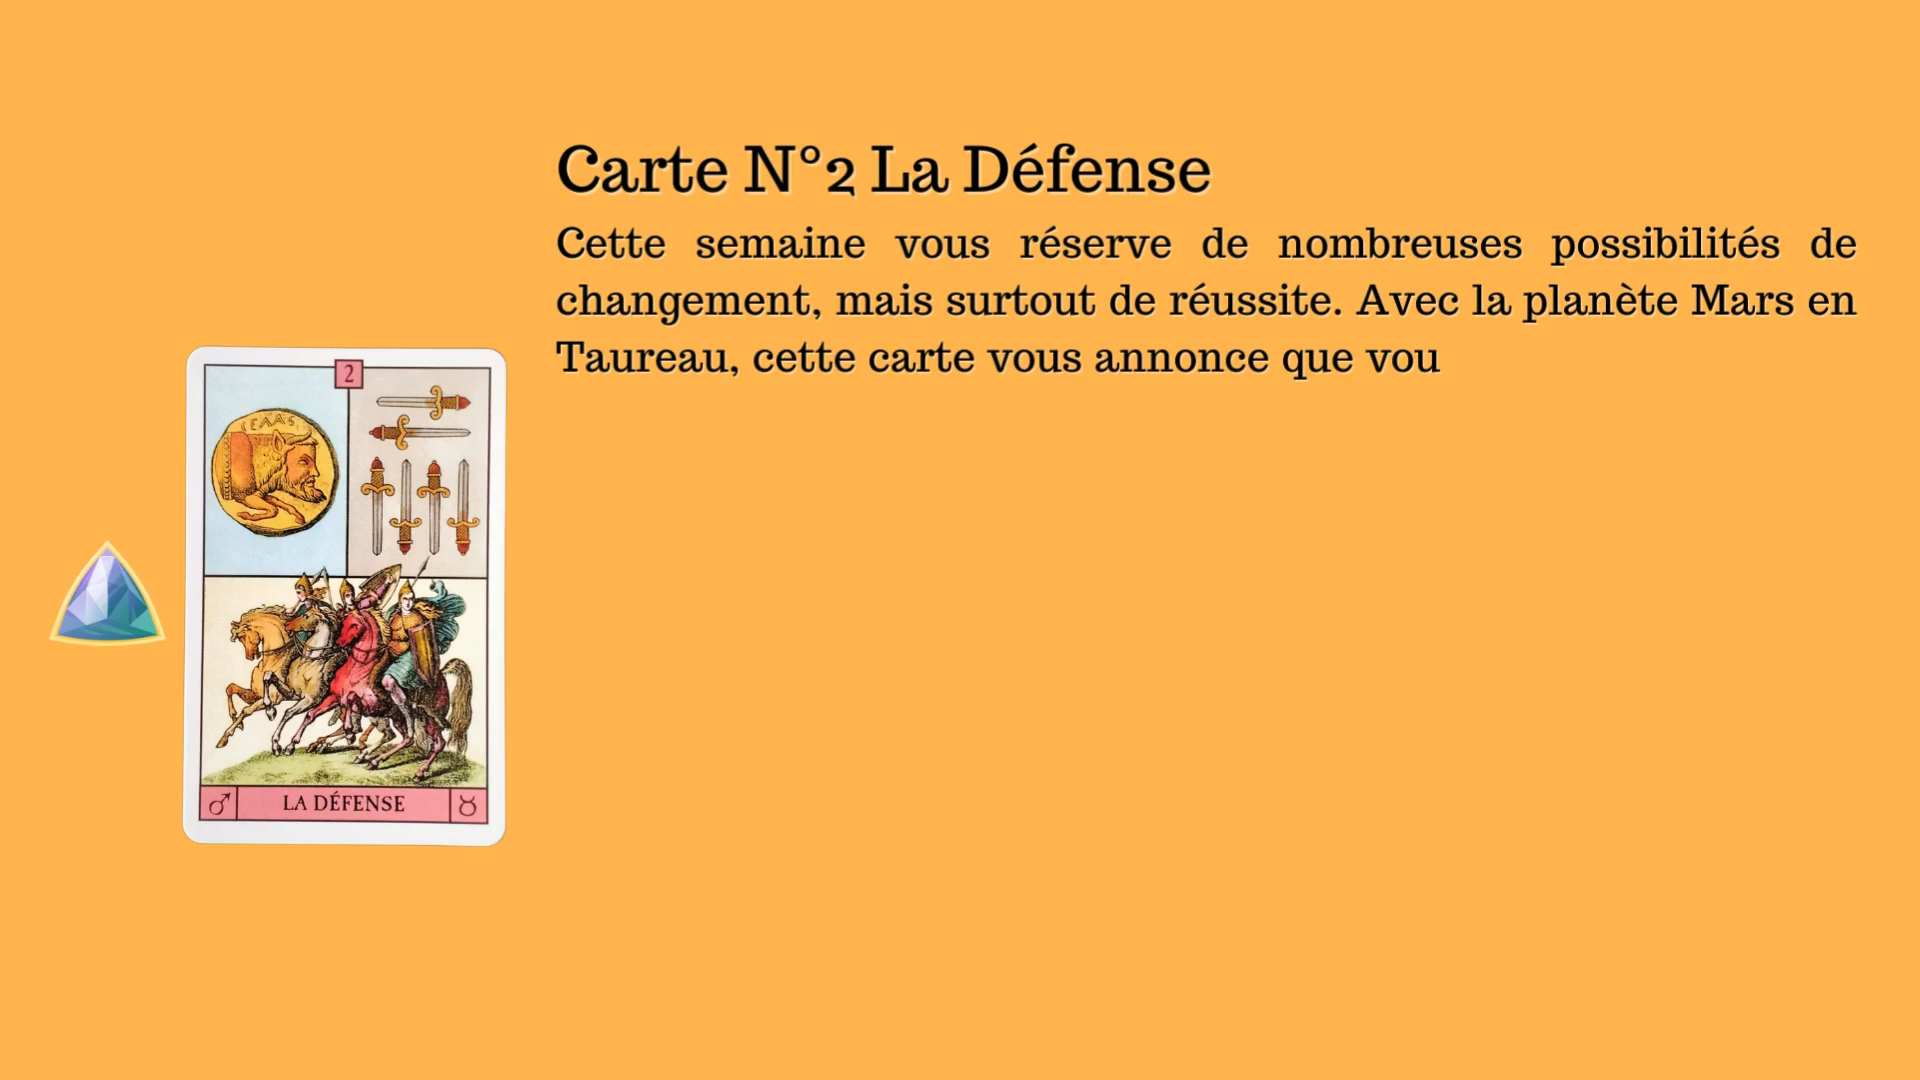 Carte N°2 La Défense
Cette semaine vous réserve de nombreuses possibilités de
changement, mais surtout de réussite. Avec la planète Mars en
Taureau, cette carte vous annonce que vou
2
♂ LA DÉFENSE ♉